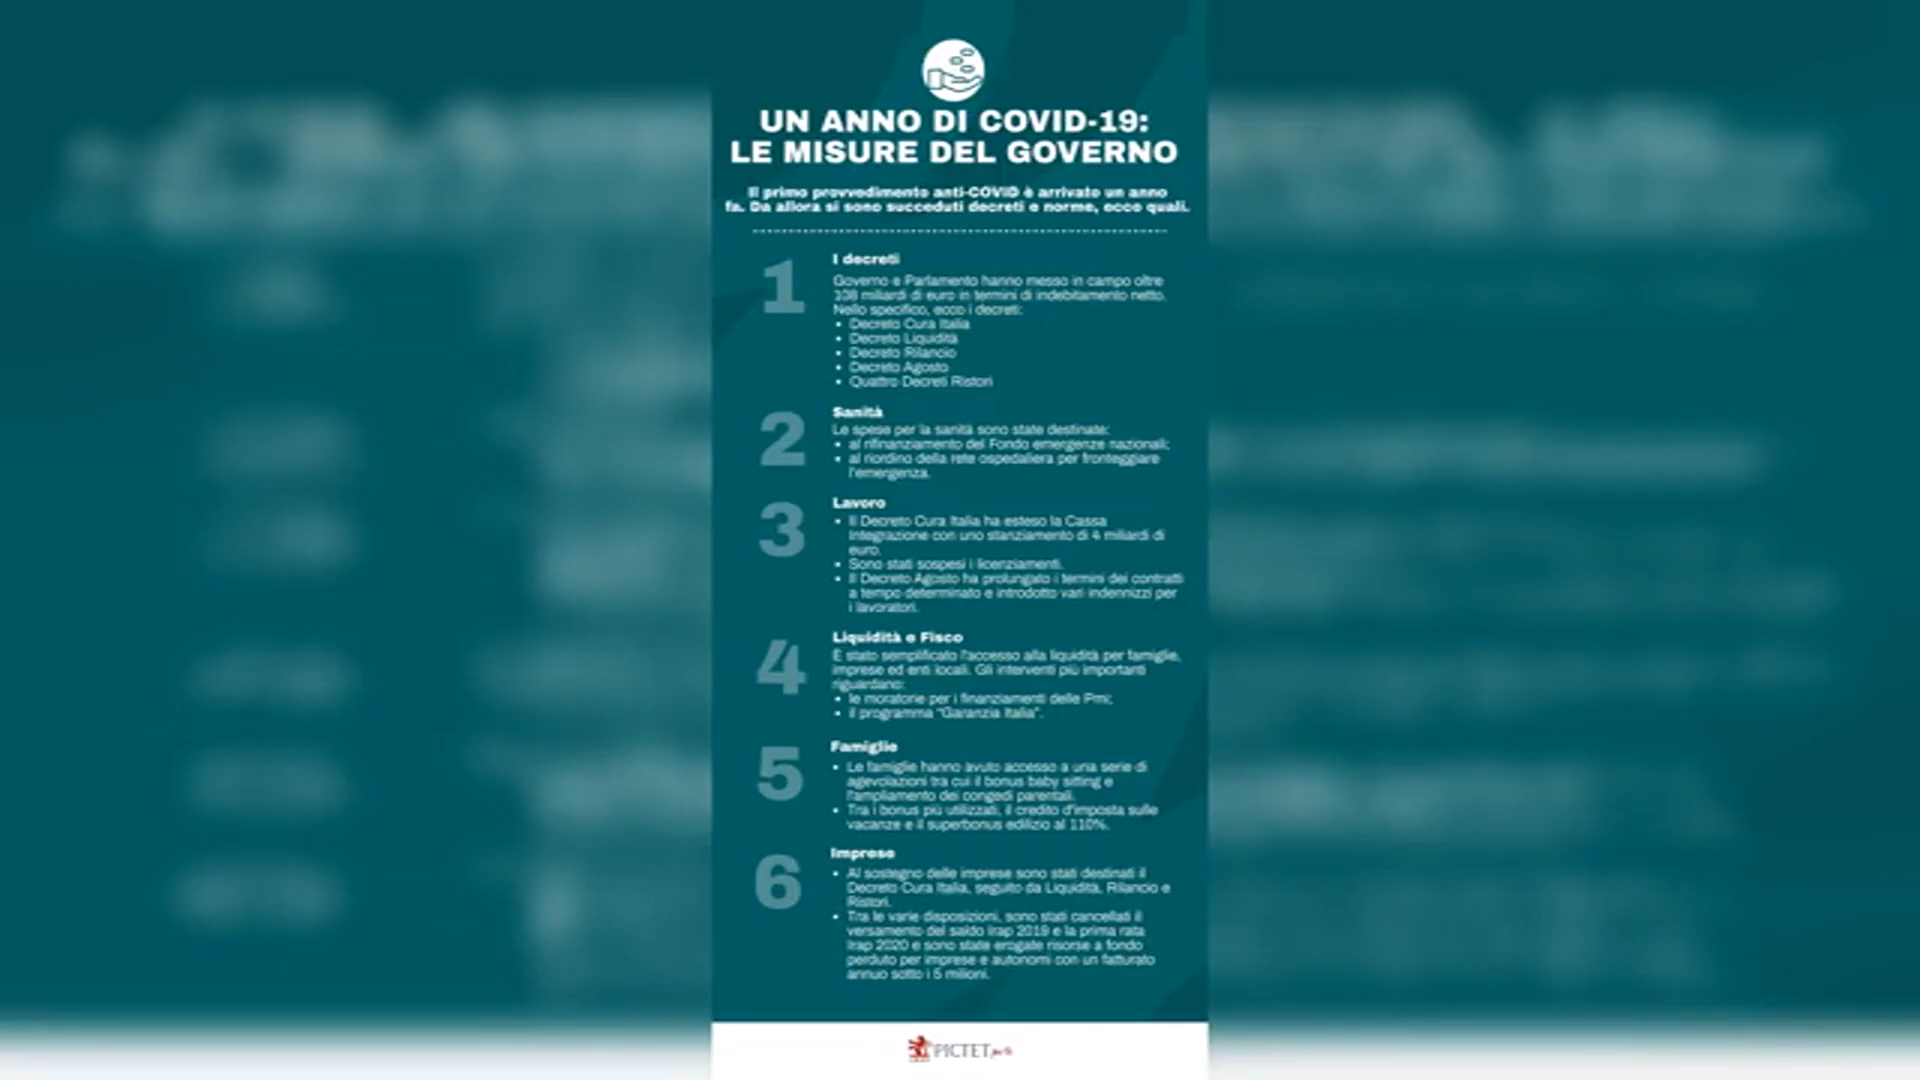 UN ANNO DI COVID-19:
LE MISURE DEL GOVERNO
Il primo provvedimento anti-COVID è arrivato un anno
fa. Da allora si sono succeduti decreti e norme, ecco quali.
1
I decreti
Governo e Parlamento hanno messo in campo oltre
108 miliardi di euro in termini di indebitamento netto.
Nello specifico, ecco i decreti:
• Decreto Cura Italia
• Decreto Liquidità
• Decreto Rilancio
• Decreto Agosto
• Quattro Decreti Ristori
2
Sanità
Le spese per la sanità sono state destinate:
• al rifinanziamento del Fondo emergenze nazionali;
• al riordino della rete ospedaliera per fronteggiare
l'emergenza.
3
Lavoro
• Il Decreto Cura Italia ha esteso la Cassa
Integrazione con uno stanziamento di 4 miliardi di
euro.
• Sono stati sospesi i licenziamenti.
• Il Decreto Agosto ha prolungato i termini dei contratti
a tempo determinato e introdotto vari indennizzi per
i lavoratori.
4
Liquidità e Fisco
È stato semplificato l'accesso alla liquidità per famiglie,
imprese ed enti locali. Gli interventi più importanti
riguardano:
• le moratorie per i finanziamenti delle Pmi;
• il programma "Garanzia Italia".
5
Famiglie
• Le famiglie hanno avuto accesso a una serie di
agevolazioni tra cui il bonus baby sitting e
l'ampliamento dei congedi parentali.
• Tra i bonus più utilizzati, il credito d'imposta sulle
vacanze e il superbonus edilizio al 110%.
6
Imprese
• Al sostegno delle imprese sono stati destinati il
Decreto Cura Italia, seguito da Liquidità, Rilancio e
Ristori.
• Tra le varie disposizioni, sono stati cancellati il
versamento del saldo Irap 2019 e la prima rata
Irap 2020 e sono state erogate risorse a fondo
perduto per imprese e autonomi con un fatturato
annuo sotto i 5 milioni.
PICTET per te